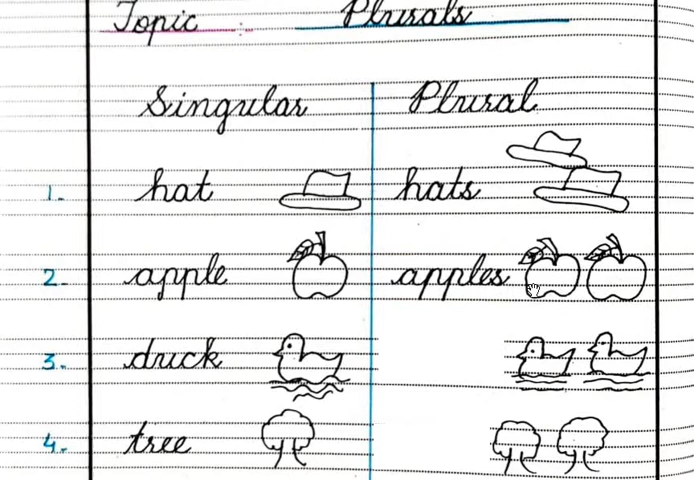 Topic : Plurals
Singular Plural
1. hat hats
2. apple apples
3. duck
4. tree